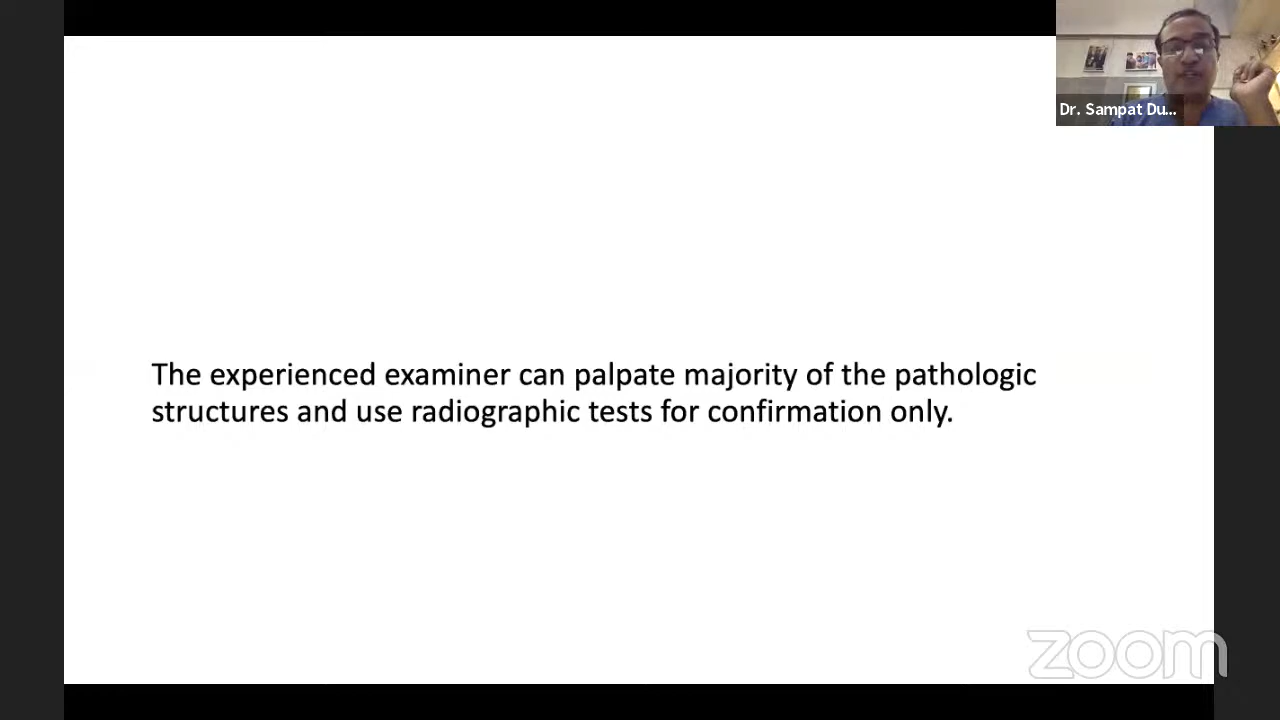 Dr. Sampat Du...
The experienced examiner can palpate majority of the pathologic
structures and use radiographic tests for confirmation only.
zoom